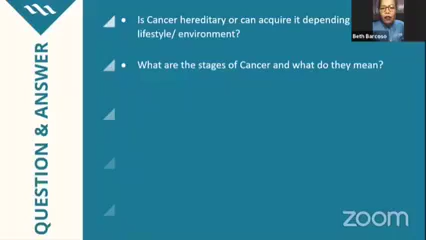 QUESTION & ANSWER
Is Cancer hereditary or can acquire it depending
lifestyle/ environment?
What are the stages of Cancer and what do they mean?
Beth Barcoso
zoom